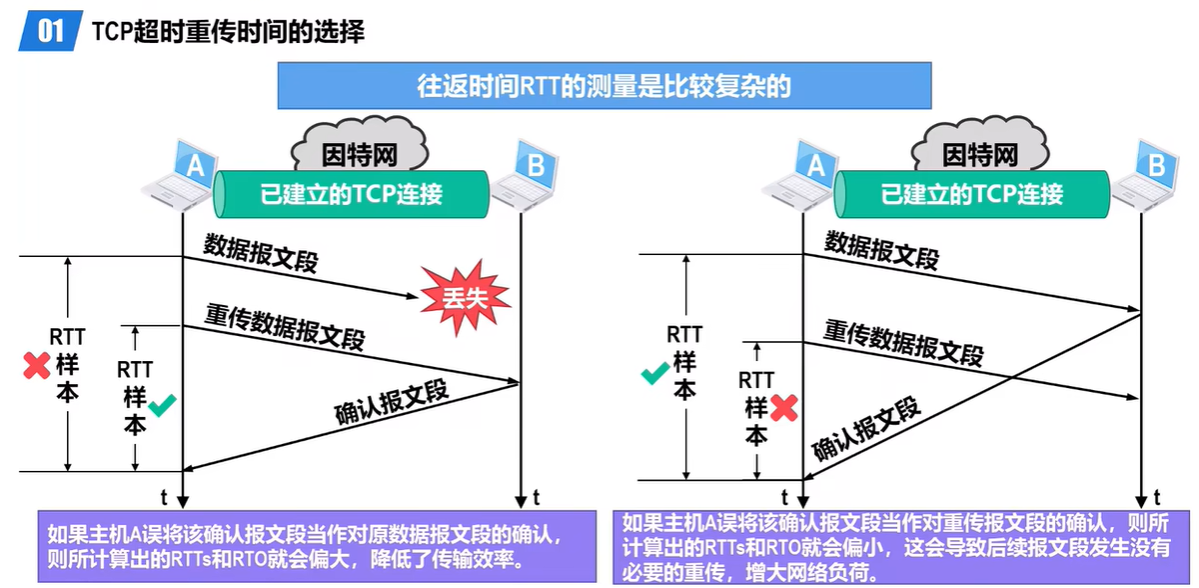 01 TCP超时重传时间的选择
往返时间RTT的测量是比较复杂的
因特网
A
B
已建立的TCP连接
数据报文段
丢失
重传数据报文段
RTT
样
本
RTT
样
本
确认报文段
t
t
如果主机A误将该确认报文段当作对原数据报文段的确认，
则所计算出的RTTs和RTO就会偏大，降低了传输效率。
因特网
A
B
已建立的TCP连接
数据报文段
重传数据报文段
RTT
样
本
RTT
样
本
确认报文段
t
t
如果主机A误将该确认报文段当作对重传报文段的确认，则所
计算出的RTTs和RTO就会偏小，这会导致后续报文段发生没有
必要的重传，增大网络负荷。